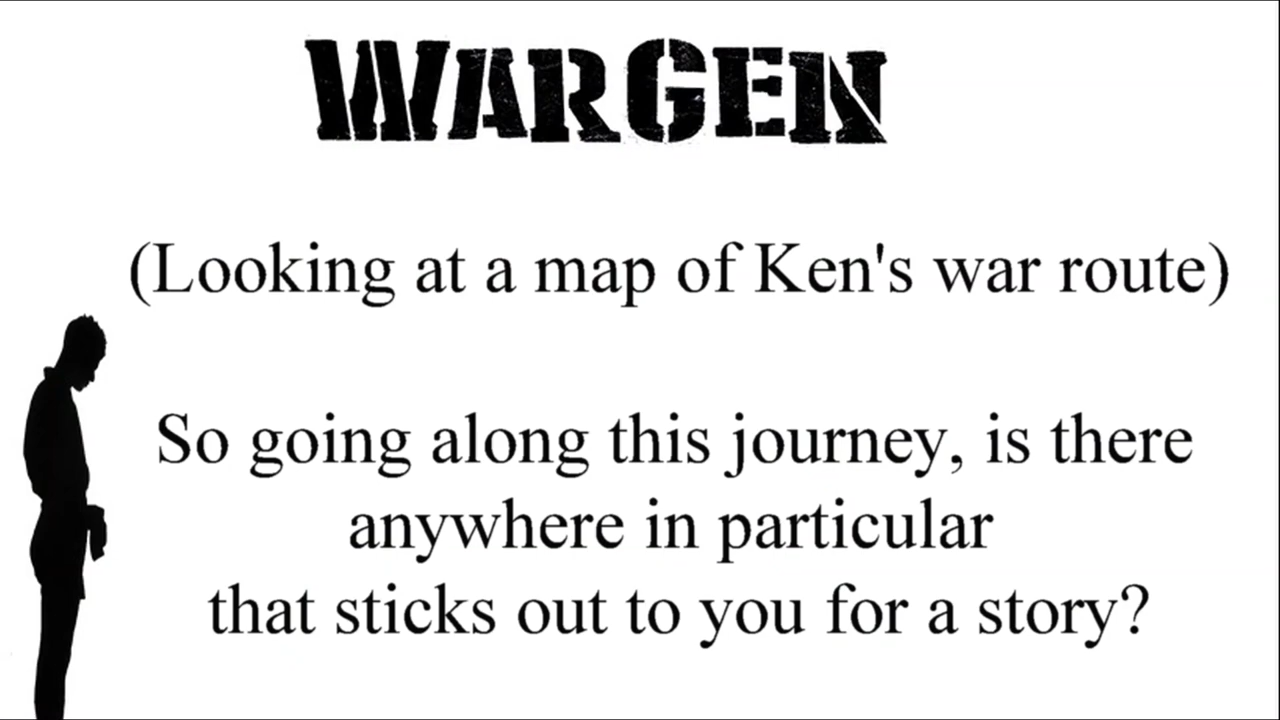 WARGEN
(Looking at a map of Ken's war route)
So going along this journey, is there
anywhere in particular
that sticks out to you for a story?